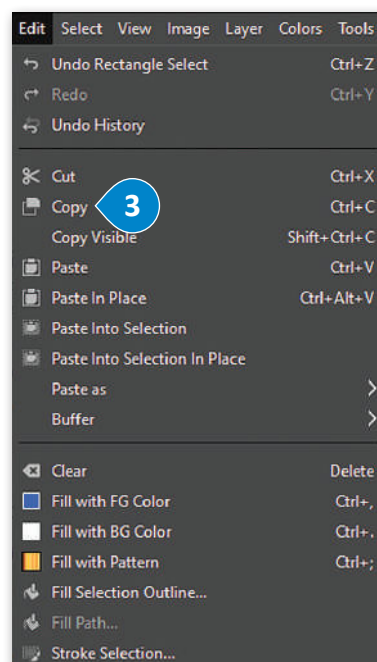 Edit Select View Image Layer Colors Tools
Undo Rectangle Select Ctrl+Z
Redo Ctrl+Y
Undo History
Cut Ctrl+X
Copy 3 Ctrl+C
Copy Visible Shift+Ctrl+C
Paste Ctrl+V
Paste In Place Ctrl+Alt+V
Paste Into Selection
Paste Into Selection In Place
Paste as
Buffer
Clear Delete
Fill with FG Color Ctrl+,
Fill with BG Color Ctrl+.
Fill with Pattern Ctrl+;
Fill Selection Outline...
Fill Path...
Stroke Selection...